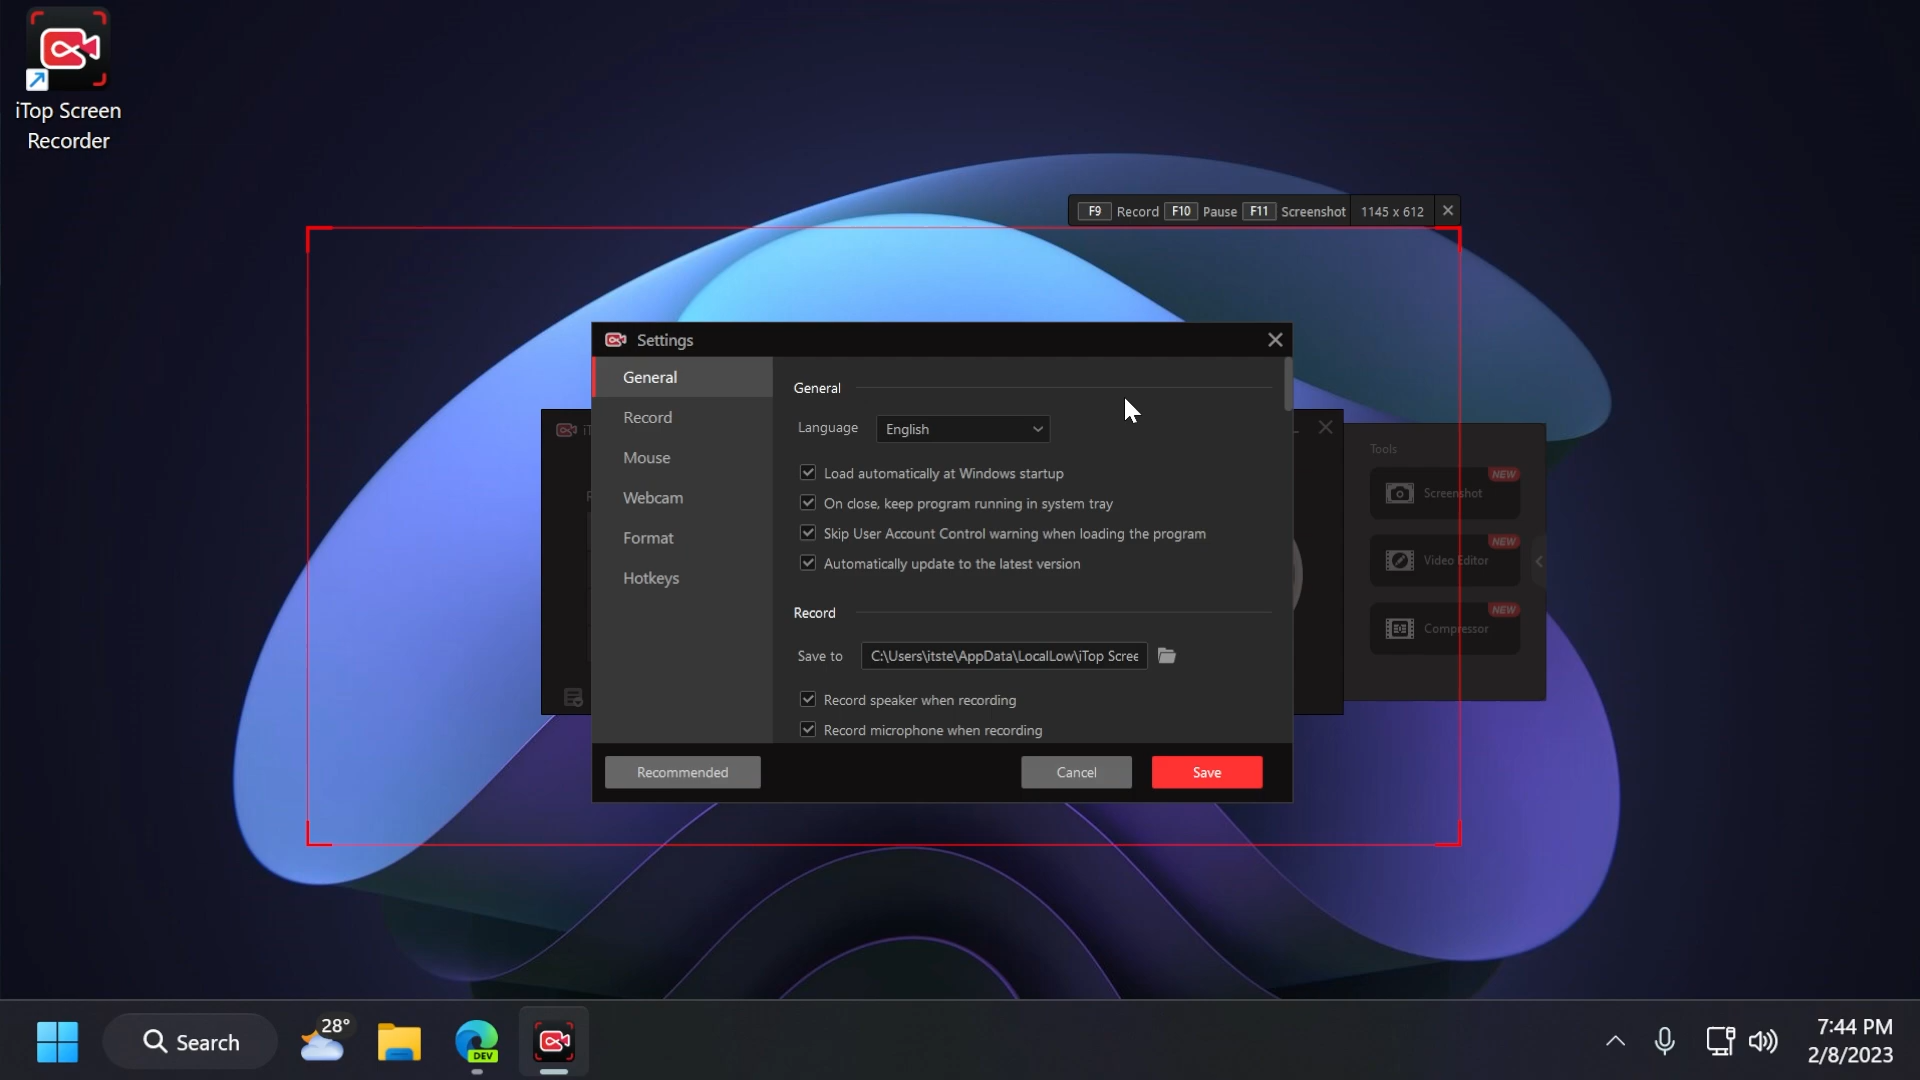 iTop Screen
Recorder
F9 Record F10 Pause F11 Screenshot 1145 x 612
Settings
General
Record
Mouse
Webcam
Format
Hotkeys
General
Language English
Load automatically at Windows startup
On close, keep program running in system tray
Skip User Account Control warning when loading the program
Automatically update to the latest version
Record
Save to C:\Users\itste\AppData\LocalLow\iTop Scree
Record speaker when recording
Record microphone when recording
Recommended Cancel Save
Tools
NEW
Screenshot
NEW
Video Editor
NEW
Compressor
Search
28°
DEV
7:44 PM
2/8/2023